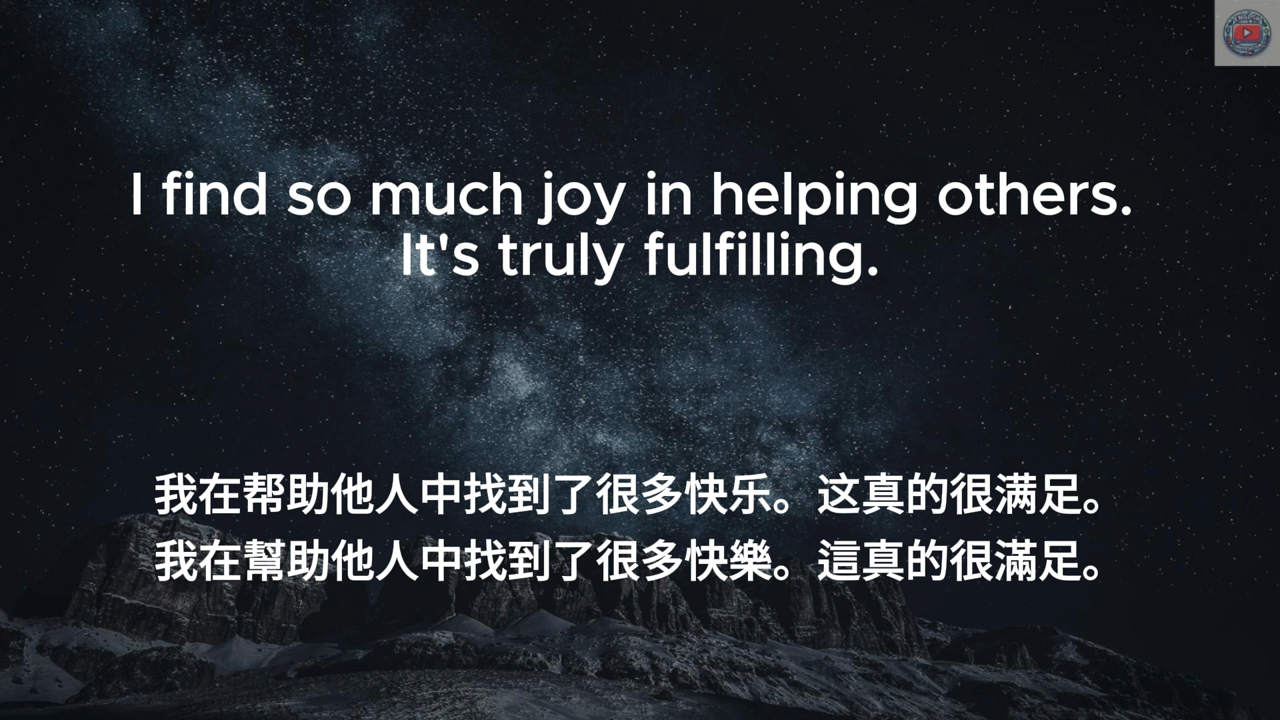 I find so much joy in helping others.
It's truly fulfilling.
我在帮助他人中找到了很多快乐。这真的很满足。
我在幫助他人中找到了很多快樂。這真的很滿足。